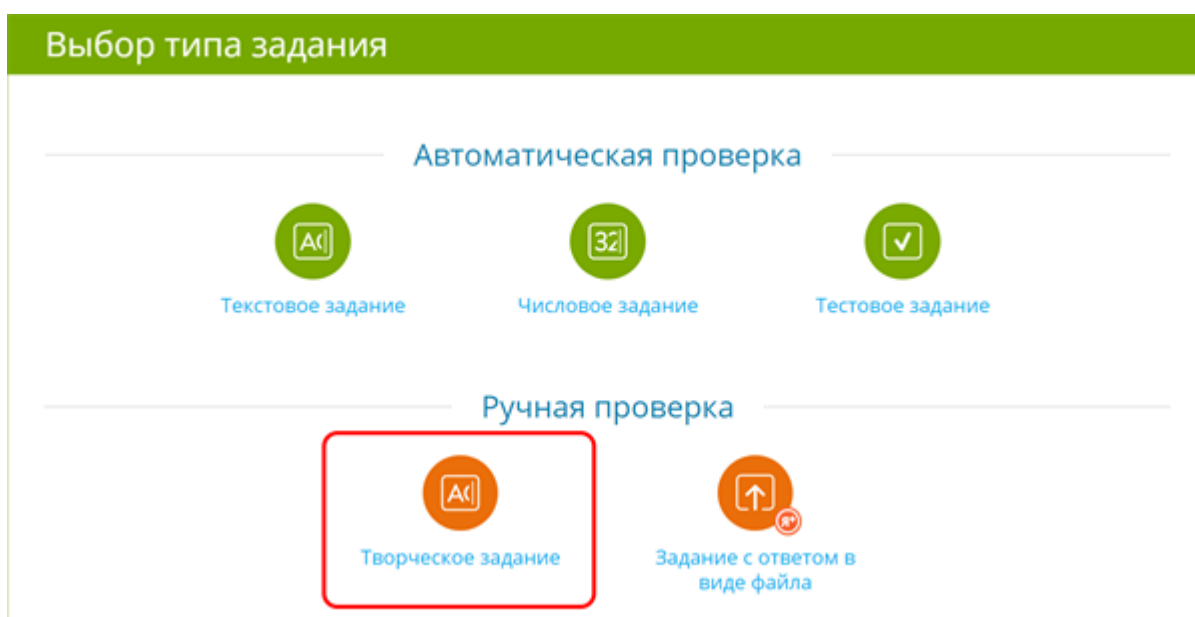 Выбор типа задания
Автоматическая проверка
Текстовое задание
Числовое задание
Тестовое задание
Ручная проверка
Творческое задание
Задание с ответом в
виде файла